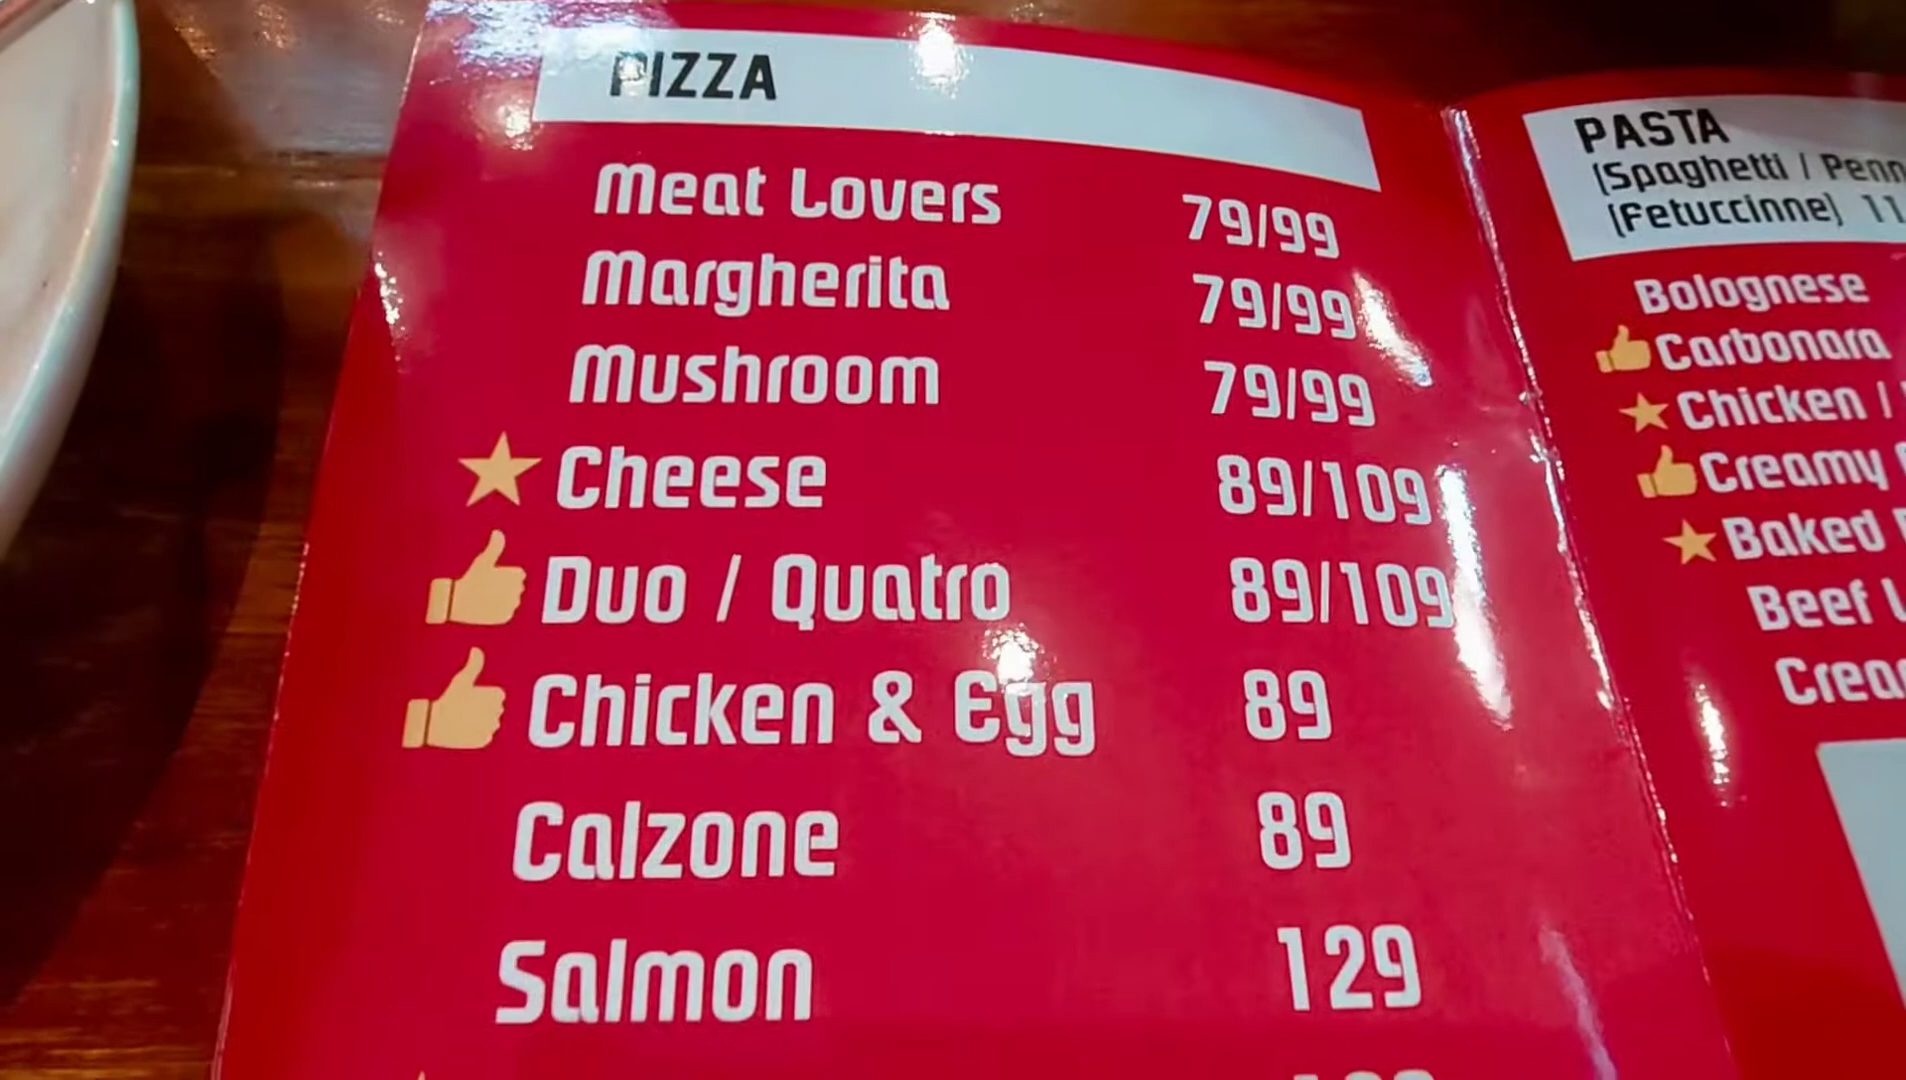 PIZZA
Meat Lovers 79/99
Margherita 79/99
Mushroom 79/99
Cheese 89/109
Duo / Quatro 89/109
Chicken & Egg 89
Calzone 89
Salmon 129
PASTA
(Spaghetti / Penn
(Fetuccinne) 11
Bolognese
Carbonara
Chicken /
Creamy
Baked
Beef
Crea